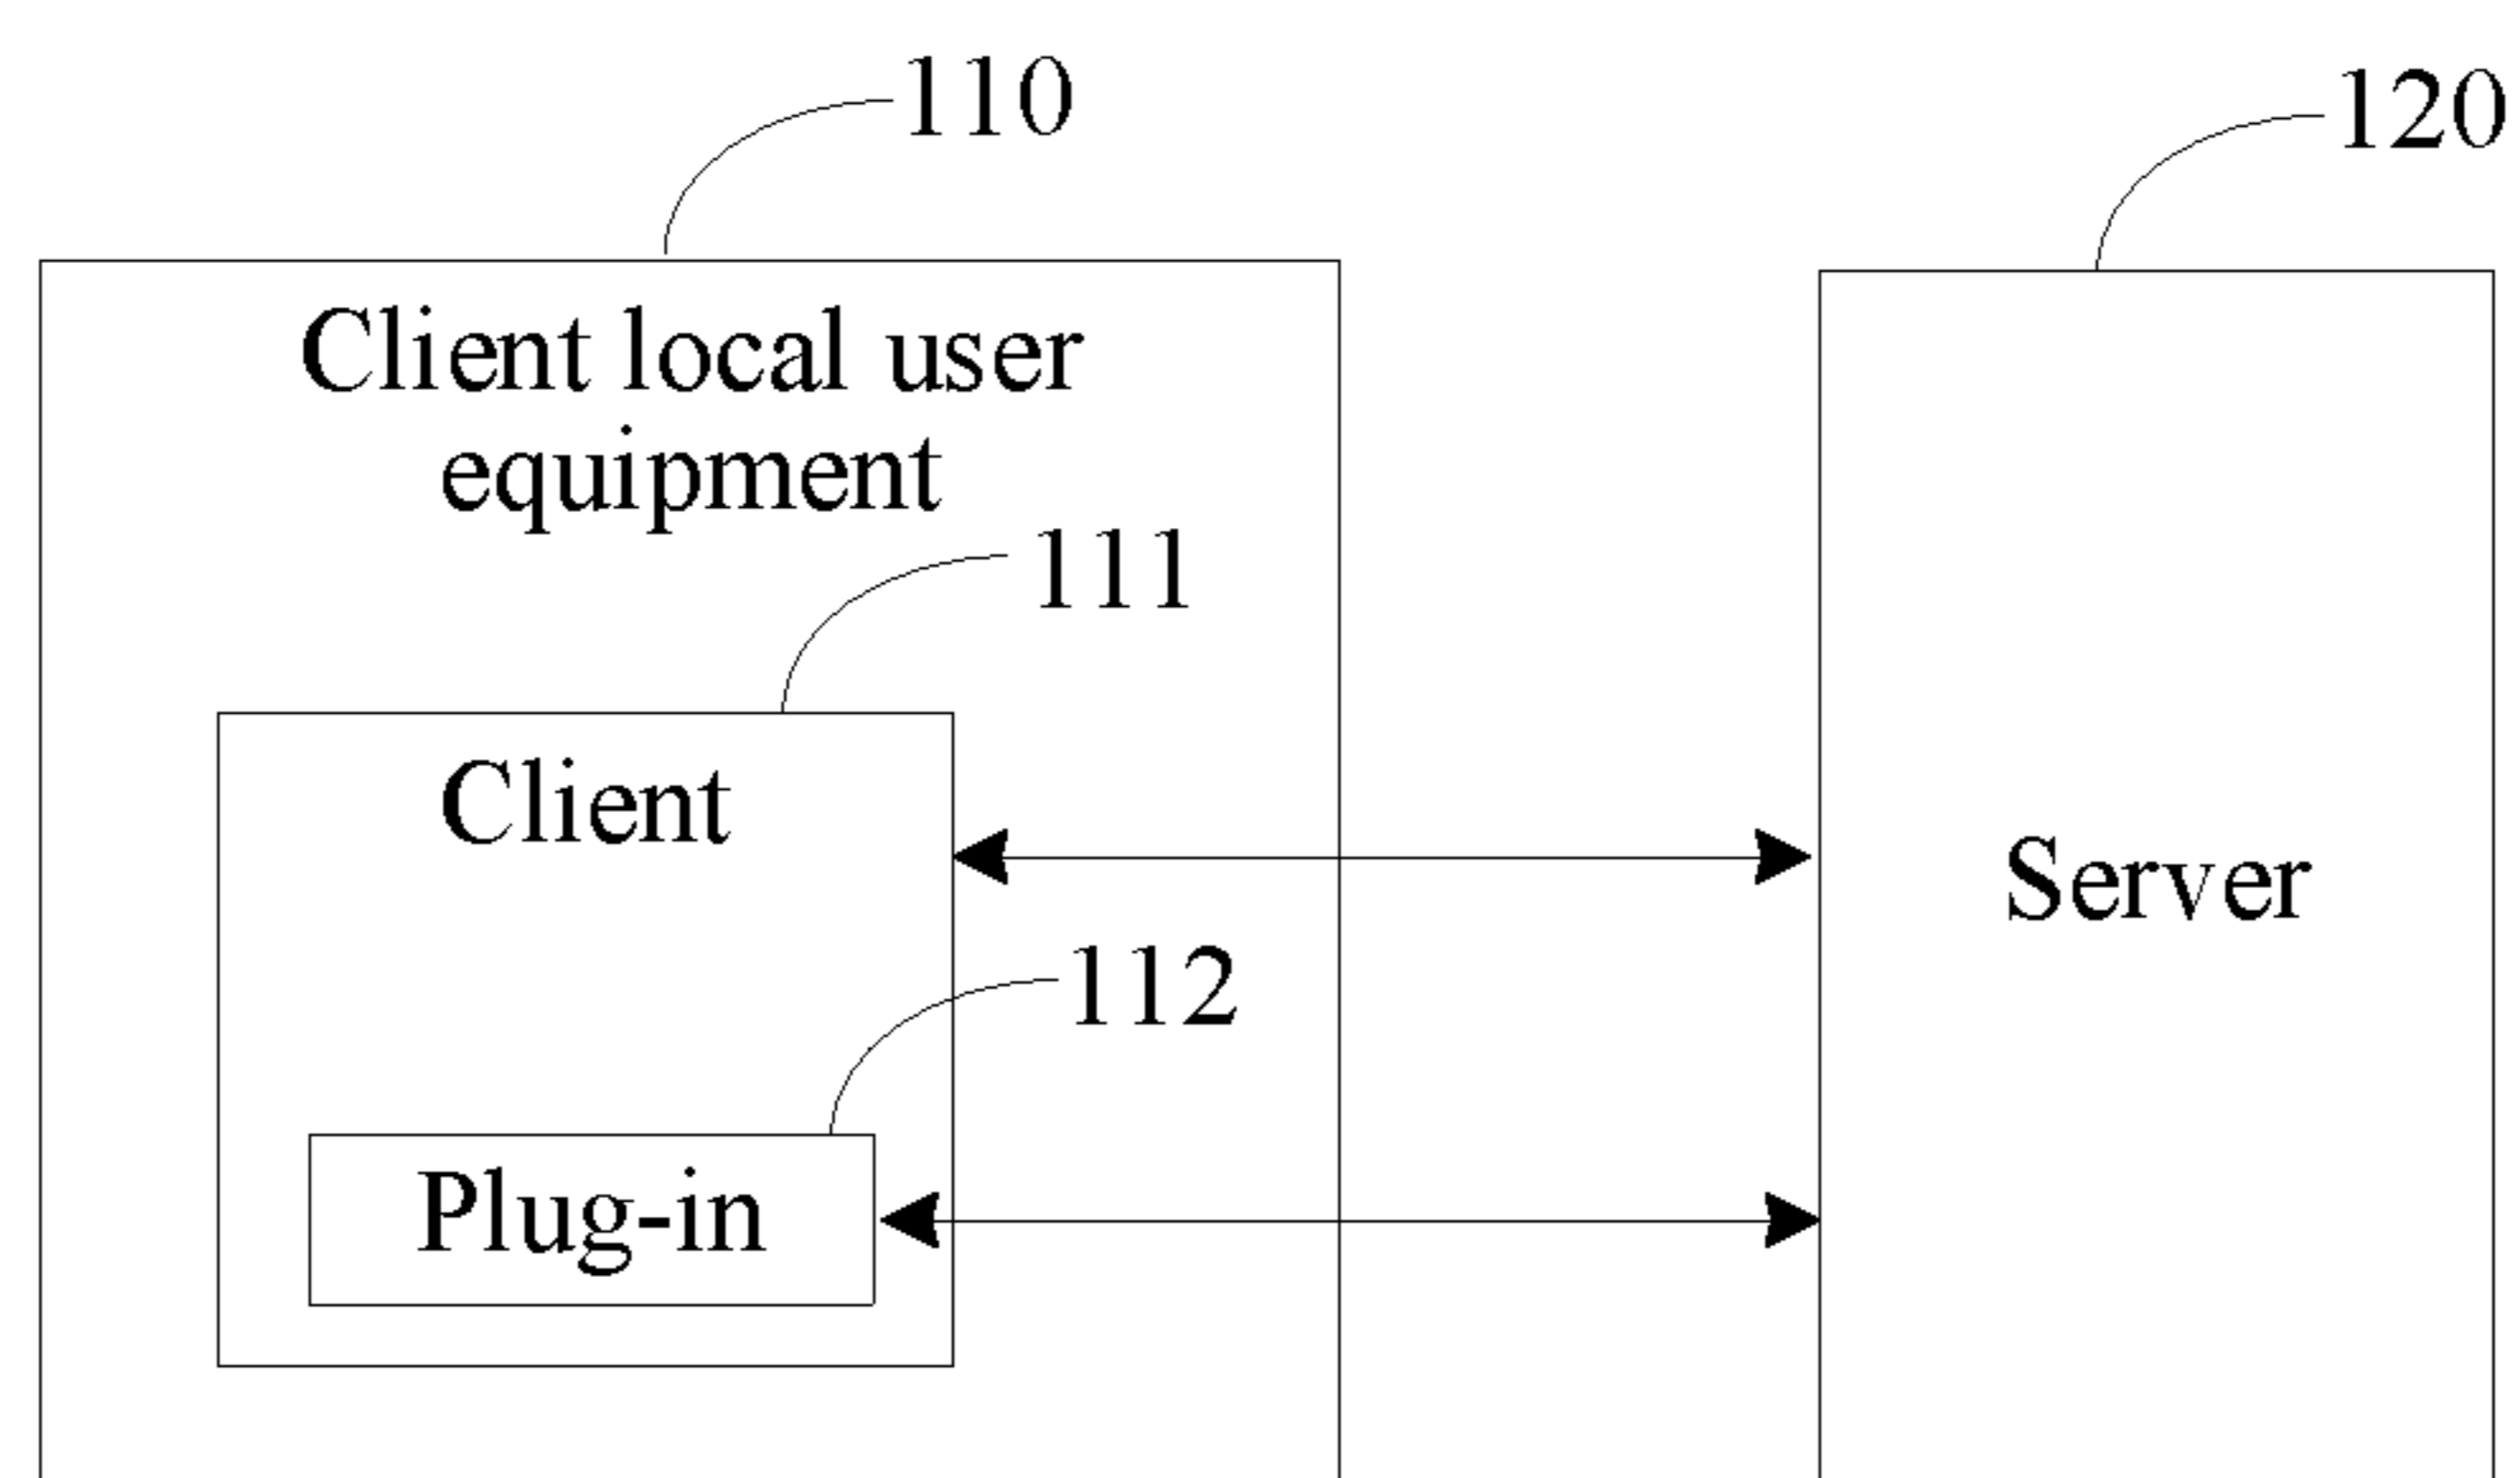 110
120
Client local user
equipment
111
Client
Server
112
Plug-in